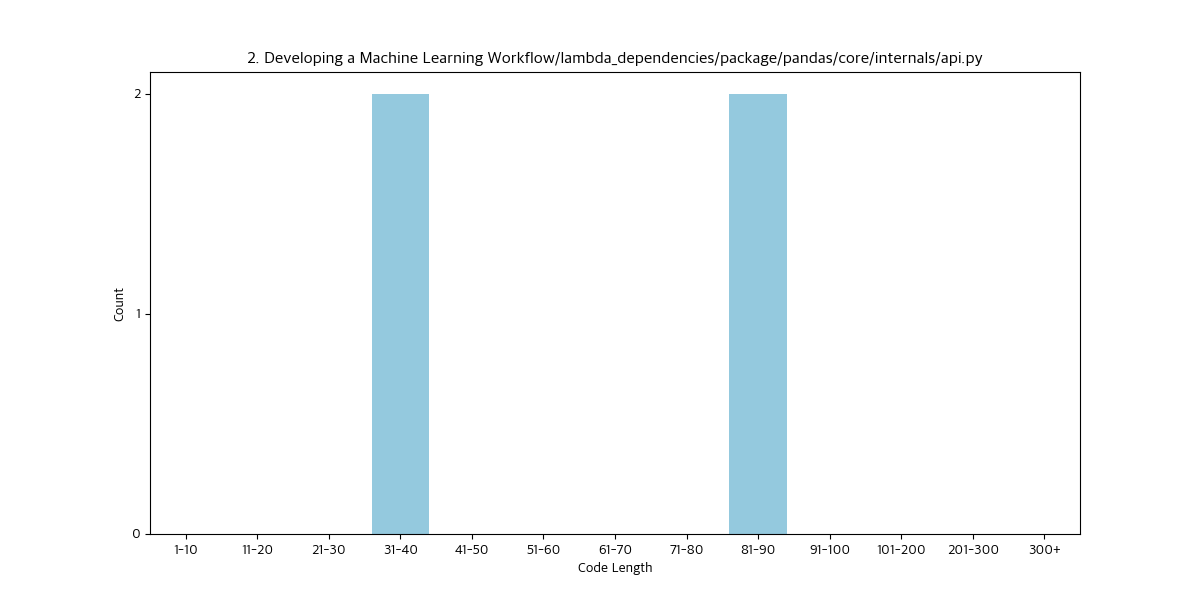 2. Developing a Machine Learning Workflow/lambda_dependencies/package/pandas/core/internals/api.py
2
1
0
Count
1-10 11-20 21-30 31-40 41-50 51-60 61-70 71-80 81-90 91-100 101-200 201-300 300+
Code Length